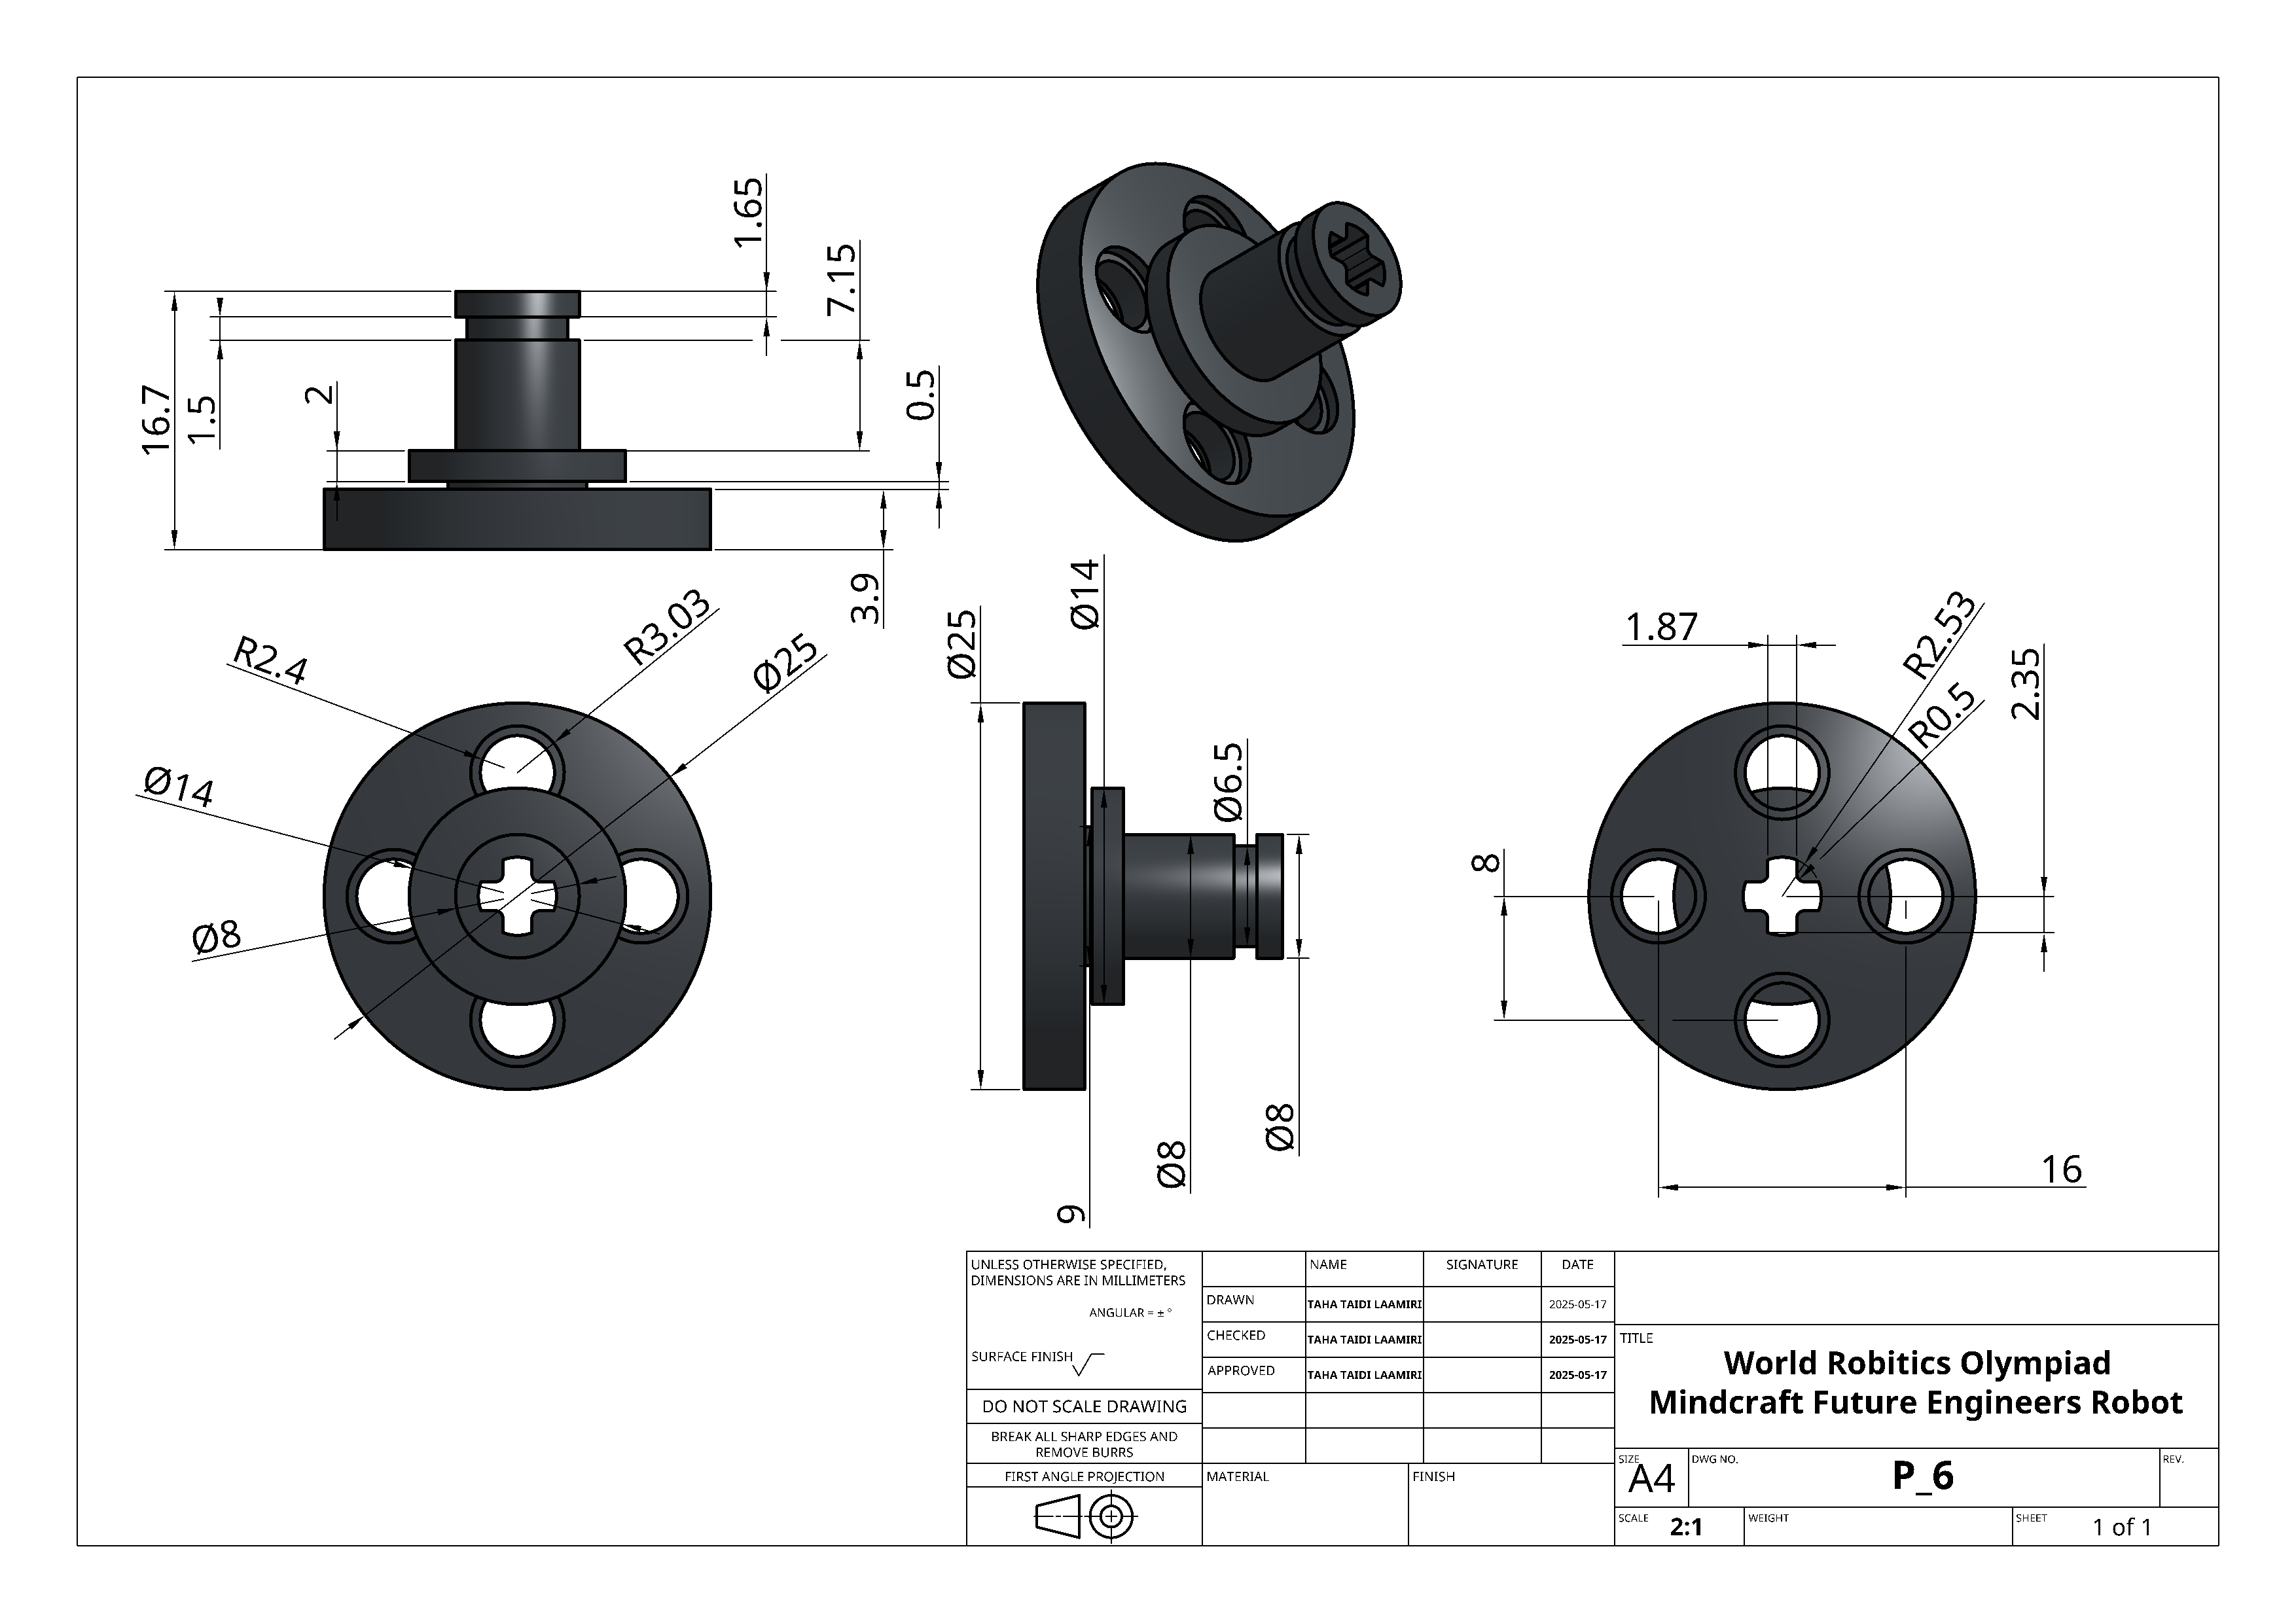 1.65
7.15
16.7
1.5
2
0.5
3.9
R2.4
R3.03
Ø25
Ø14
Ø8
Ø25
Ø14
Ø6.5
Ø8
Ø8
9
1.87
R2.53
R0.5
2.35
8
16
UNLESS OTHERWISE SPECIFIED,
DIMENSIONS ARE IN MILLIMETERS
ANGULAR = ± °
SURFACE FINISH
DO NOT SCALE DRAWING
BREAK ALL SHARP EDGES AND
REMOVE BURRS
FIRST ANGLE PROJECTION
NAME SIGNATURE DATE
DRAWN TAHA TAIDI LAAMIRI 2025-05-17
CHECKED TAHA TAIDI LAAMIRI 2025-05-17
APPROVED TAHA TAIDI LAAMIRI 2025-05-17
MATERIAL FINISH
TITLE
World Robitics Olympiad
Mindcraft Future Engineers Robot
SIZE DWG NO. REV.
A4 P_6
SCALE 2:1 WEIGHT SHEET 1 of 1